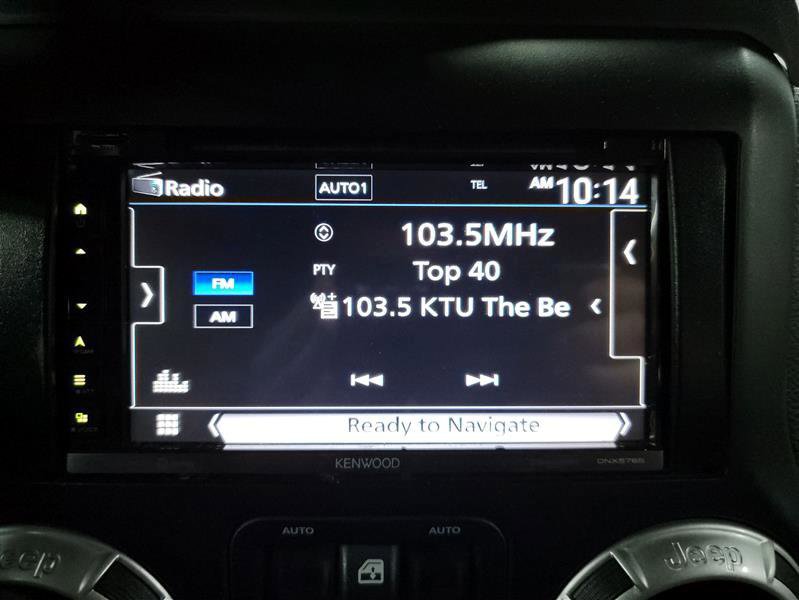 Radio AUTO1 TEL AM 10:14
103.5MHz
PTY Top 40
FM
AM
103.5 KTU The Be
Ready to Navigate
KENWOOD DNX576S
AUTO AUTO
Jeep Jeep